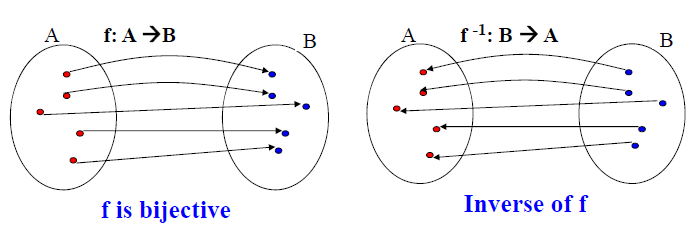 A f: A →B B
f is bijective
A f -1: B → A B
Inverse of f